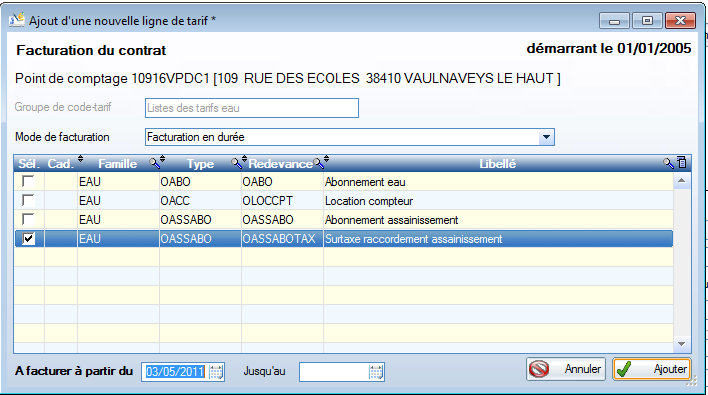 Ajout d'une nouvelle ligne de tarif *
Facturation du contrat démarrant le 01/01/2005
Point de comptage 10916VPDC1 [109 RUE DES ECOLES 38410 VAULNAVEYS LE HAUT ]
Groupe de code-tarif Listes des tarifs eau
Mode de facturation Facturation en durée
Sél. Cad. Famille Type Redevance Libellé
EAU OABO OABO Abonnement eau
EAU OACC OLOCCPT Location compteur
EAU OASSABO OASSABO Abonnement assainissement
EAU OASSABO OASSABOTAX Surtaxe raccordement assainissement
A facturer à partir du 03/05/2011 Jusqu'au Annuler Ajouter